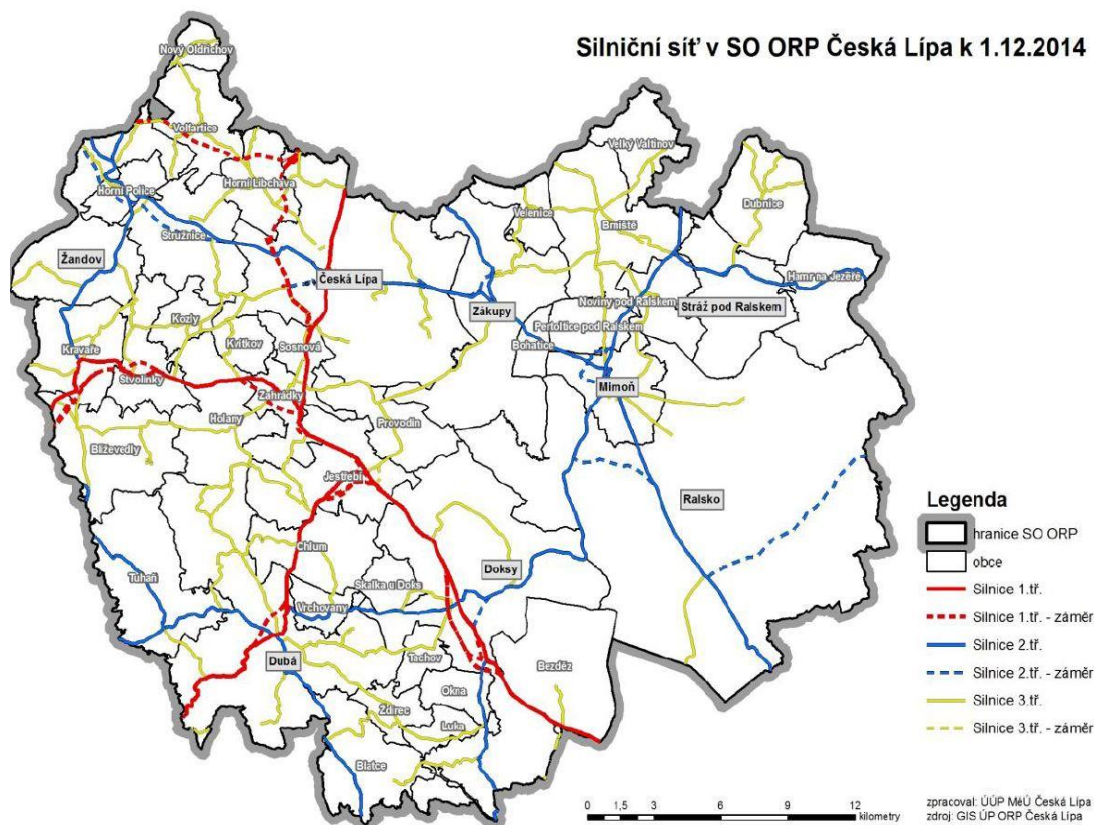 Silniční síť v SO ORP Česká Lípa k 1.12.2014
Nový Oldřichov
Volfartice
Velký Valtinov
Horní Libchava
Horní Police
Dubnice
Velenice
Brniště
Stružnice
Žandov
Česká Lípa
Hamr na Jezeře
Noviny pod Ralskem
Stráž pod Ralskem
Zákupy
Kozly
Pertoltice pod Ralskem
Kvítkov
Sosnová
Bohatice
Kravaře
Stvolínky
Mimoň
Zahrádky
Holany
Provodín
Blíževedly
Jestřebí
Ralsko
Chlum
Doksy
Tuhaň
Skalka u Doks
Vrchovany
Dubá
Tachov
Bezděz
Okna
Ždírec
Luka
Blatce
Legenda
hranice SO ORP
obce
Silnice 1.tř.
Silnice 1.tř. - záměr
Silnice 2.tř.
Silnice 2.tř. - záměr
Silnice 3.tř.
Silnice 3.tř. - záměr
0 1,5 3 6 9 12
kilometry
zpracoval: ÚÚP MěÚ Česká Lípa
zdroj: GIS ÚP ORP Česká Lípa